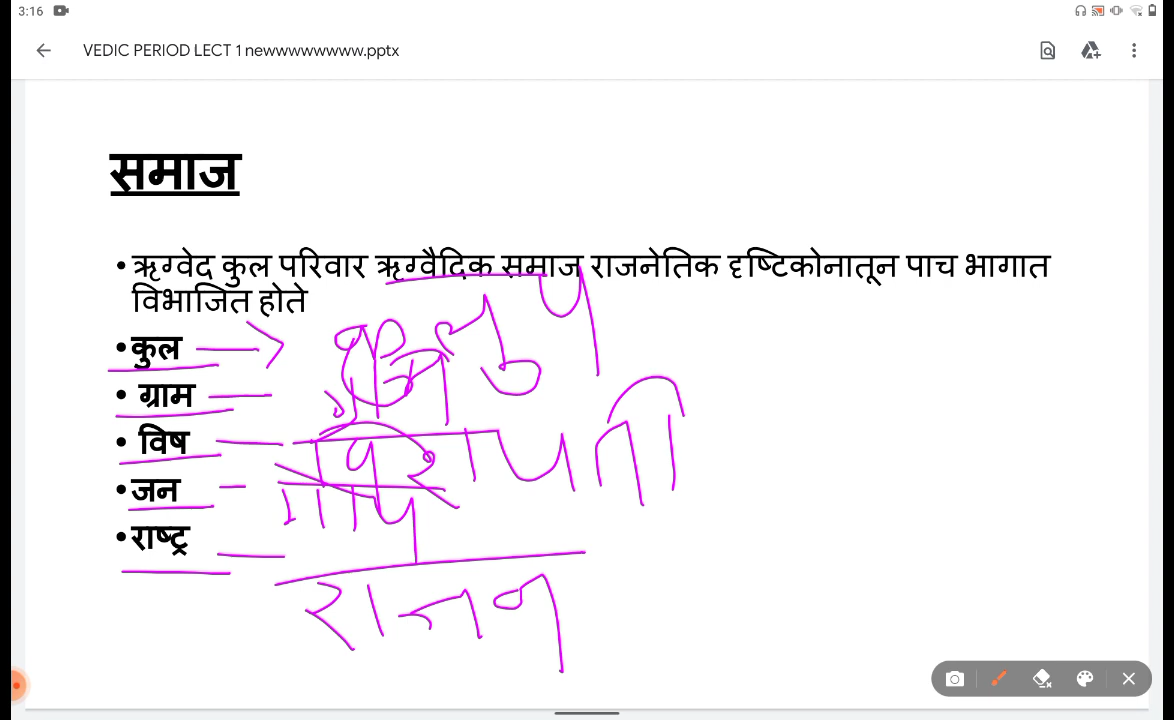 3:16
VEDIC PERIOD LECT 1 newwwwwwwww.pptx
समाज
•ऋग्वेद कुल परिवार ऋग्वैदिक समाज राजनेतिक दृष्टिकोनातून पाच भागात
विभाजित होते
•कुल
• ग्राम
• विष
•जन
•राष्ट्र